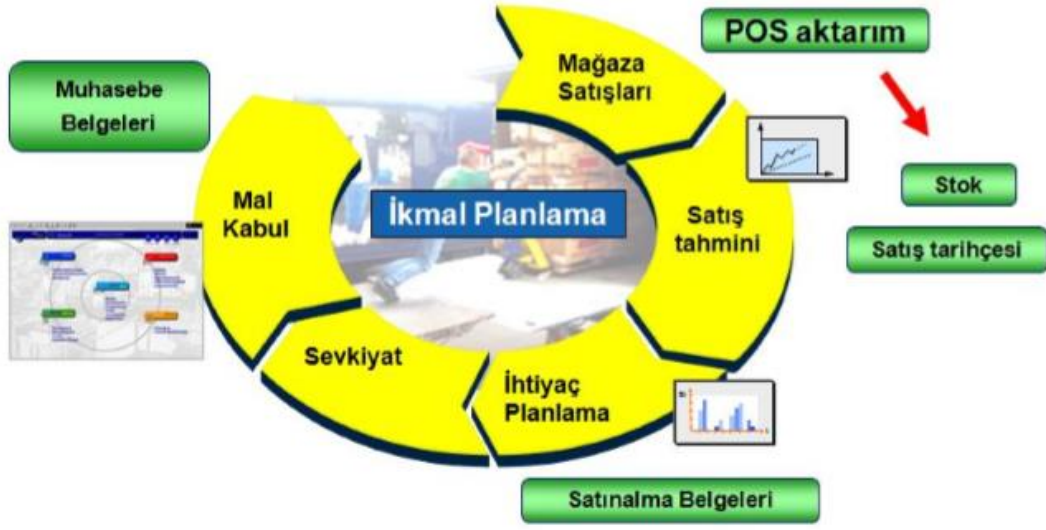 POS aktarım
Mağaza
Satışları
Muhasebe
Belgeleri
Stok
Mal
Kabul
İkmal Planlama
Satış
tahmini
Satış tarihçesi
Sevkiyat
İhtiyaç
Planlama
Satınalma Belgeleri